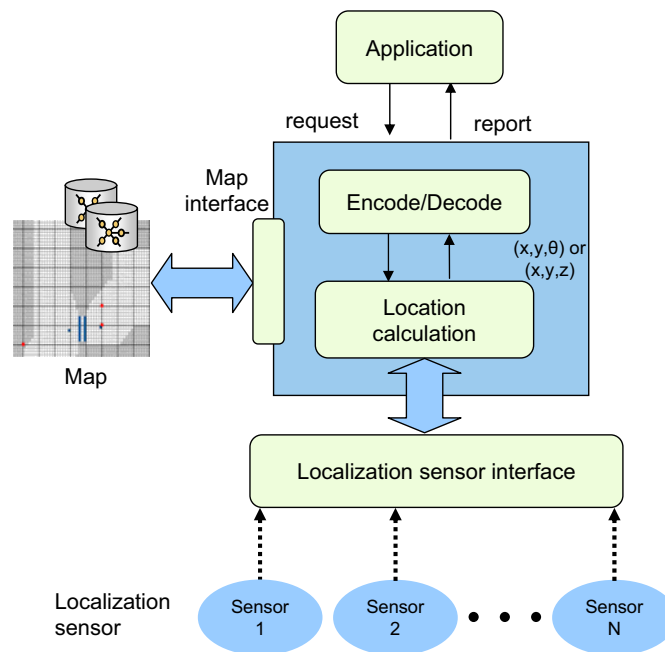 Application
request
report
Map
interface
Encode/Decode
(x,y,θ) or
(x,y,z)
Location
calculation
Map
Localization sensor interface
Localization
sensor
Sensor
1
Sensor
2
Sensor
N